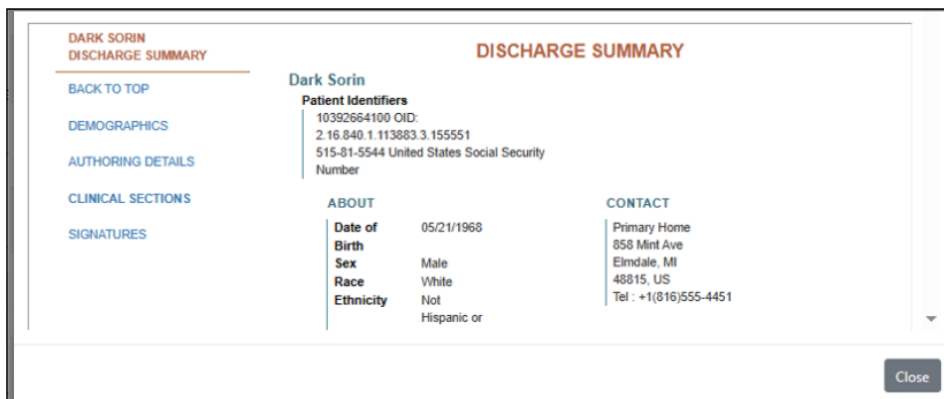 DARK SORIN
DISCHARGE SUMMARY
BACK TO TOP
DEMOGRAPHICS
AUTHORING DETAILS
CLINICAL SECTIONS
SIGNATURES
DISCHARGE SUMMARY
Dark Sorin
Patient Identifiers
10392664100 OID:
2.16.840.1.113883.3.155551
515-81-5544 United States Social Security
Number
ABOUT
Date of Birth 05/21/1968
Sex Male
Race White
Ethnicity Not
Hispanic or
CONTACT
Primary Home
858 Mint Ave
Elmdale, MI
48815, US
Tel : +1(816)555-4451
Close